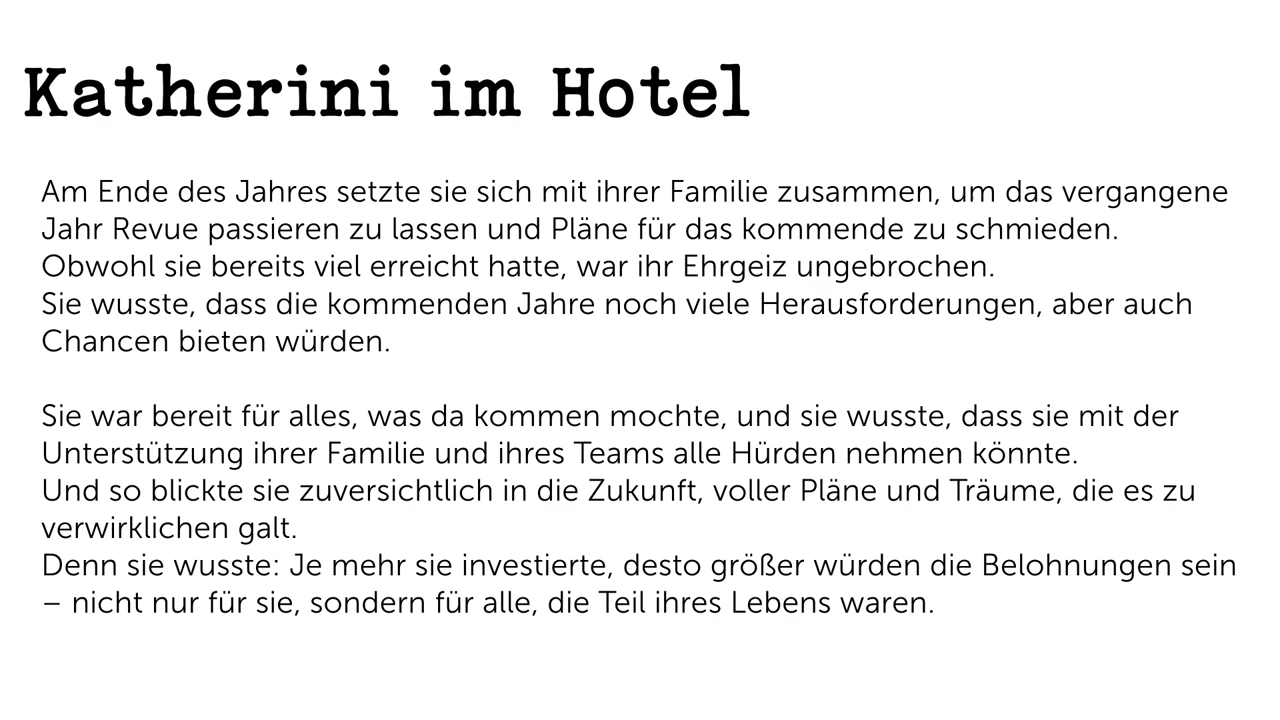 Katherini im Hotel
Am Ende des Jahres setzte sie sich mit ihrer Familie zusammen, um das vergangene
Jahr Revue passieren zu lassen und Pläne für das kommende zu schmieden.
Obwohl sie bereits viel erreicht hatte, war ihr Ehrgeiz ungebrochen.
Sie wusste, dass die kommenden Jahre noch viele Herausforderungen, aber auch
Chancen bieten würden.
Sie war bereit für alles, was da kommen mochte, und sie wusste, dass sie mit der
Unterstützung ihrer Familie und ihres Teams alle Hürden nehmen könnte.
Und so blickte sie zuversichtlich in die Zukunft, voller Pläne und Träume, die es zu
verwirklichen galt.
Denn sie wusste: Je mehr sie investierte, desto größer würden die Belohnungen sein
– nicht nur für sie, sondern für alle, die Teil ihres Lebens waren.